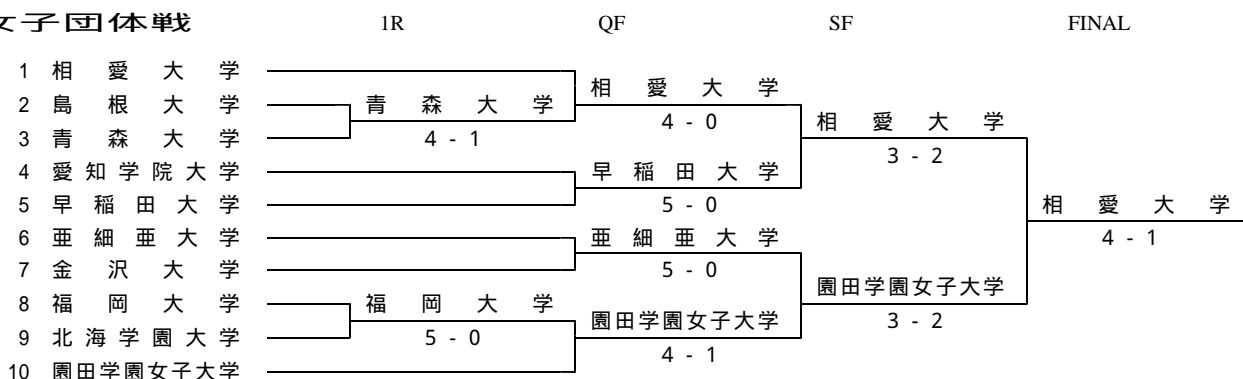 女子団体戦 1R QF SF FINAL
1 相愛大学
2 島根大学
3 青森大学
4 愛知学院大学
5 早稲田大学
6 亜細亜大学
7 金沢大学
8 福岡大学
9 北海学園大学
10 園田学園女子大学
青森大学
4 - 1
福岡大学
5 - 0
相愛大学
4 - 0
早稲田大学
5 - 0
亜細亜大学
5 - 0
園田学園女子大学
4 - 1
相愛大学
3 - 2
園田学園女子大学
3 - 2
相愛大学
4 - 1